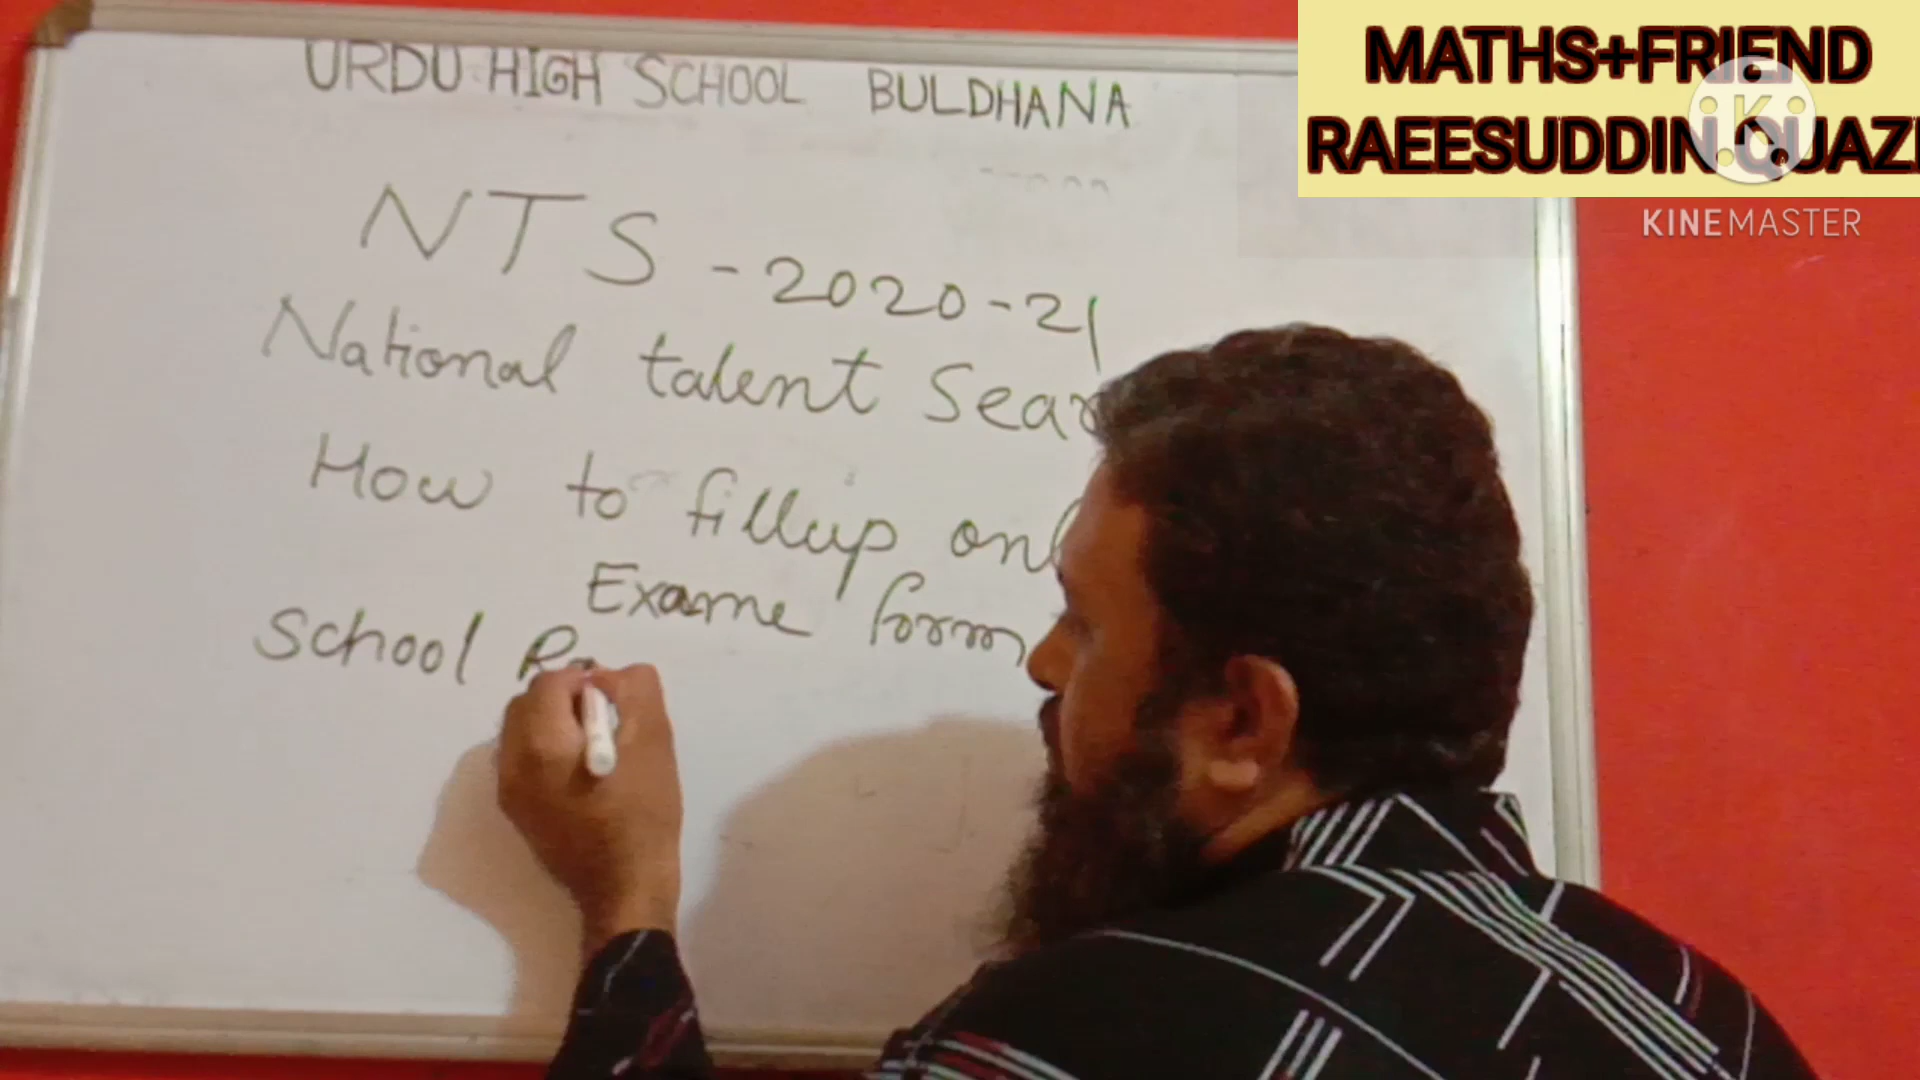 URDU HIGH SCHOOL BULDHANA
MATHS+FRIEND
RAEESUDDIN QUAZI
KINEMASTER
NTS - 2020-21
National talent Sear
How to fillup onl
Exame form
School R